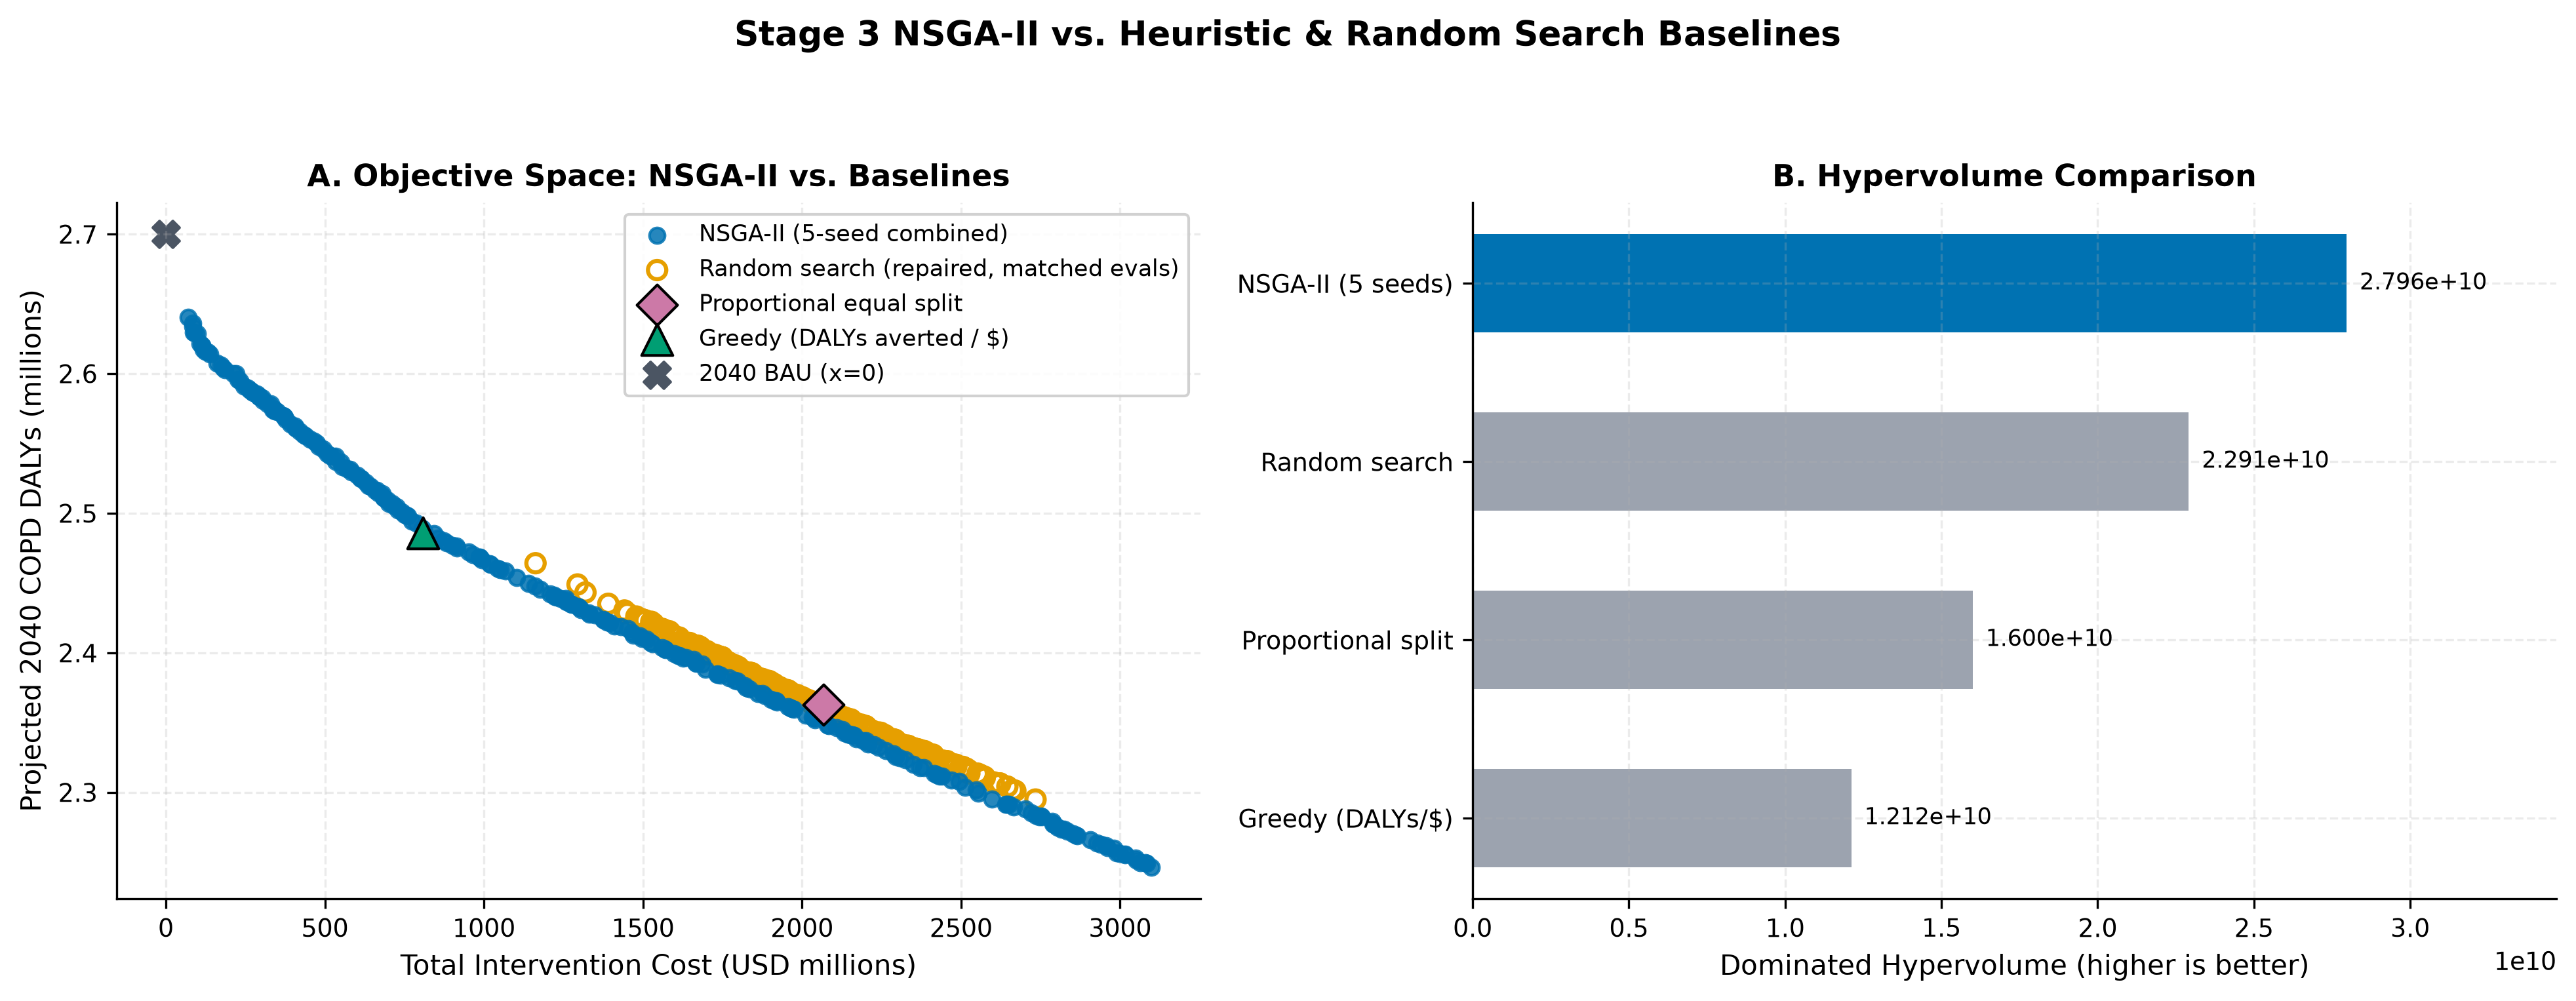 Stage 3 NSGA-II vs. Heuristic & Random Search Baselines
A. Objective Space: NSGA-II vs. Baselines
Projected 2040 COPD DALYs (millions)
2.7
2.6
2.5
2.4
2.3
0
500
1000
1500
2000
2500
3000
Total Intervention Cost (USD millions)
NSGA-II (5-seed combined)
Random search (repaired, matched evals)
Proportional equal split
Greedy (DALYs averted / $)
2040 BAU (x=0)
B. Hypervolume Comparison
NSGA-II (5 seeds)
2.796e+10
Random search
2.291e+10
Proportional split
1.600e+10
Greedy (DALYs/$)
1.212e+10
0.0
0.5
1.0
1.5
2.0
2.5
3.0
1e10
Dominated Hypervolume (higher is better)